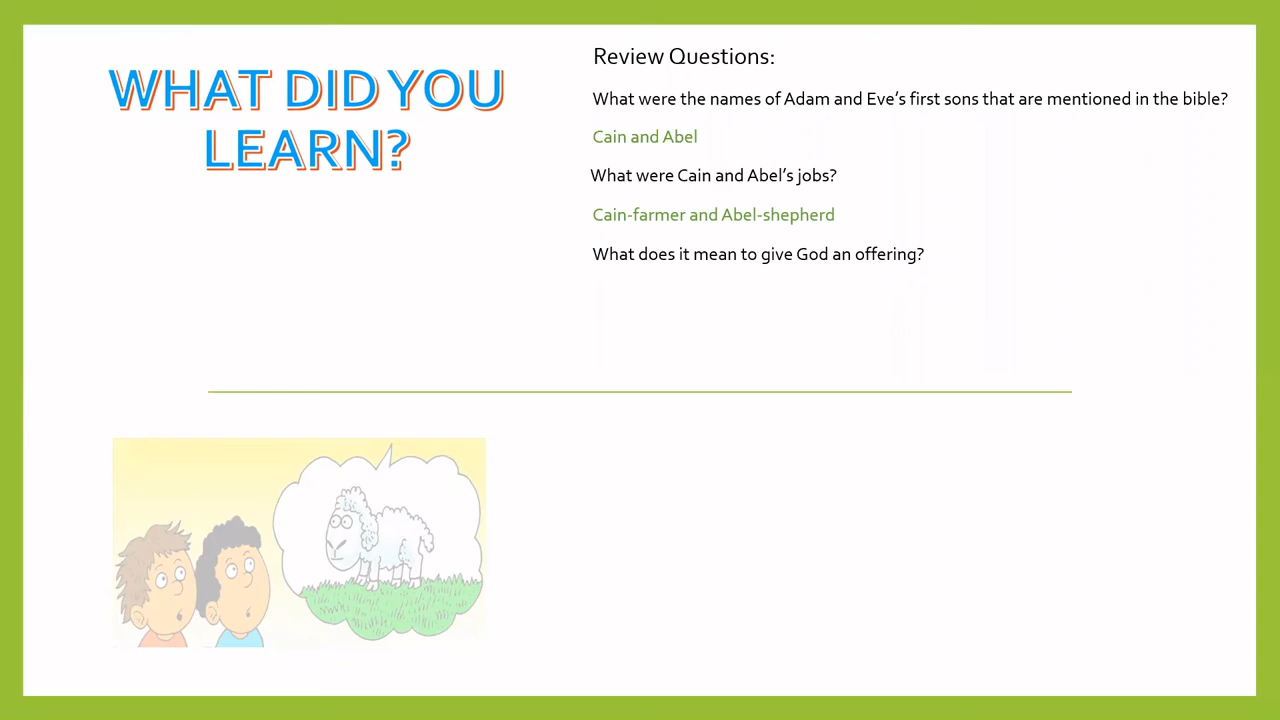 WHAT DID YOU
LEARN?
Review Questions:
What were the names of Adam and Eve’s first sons that are mentioned in the bible?
Cain and Abel
What were Cain and Abel’s jobs?
Cain-farmer and Abel-shepherd
What does it mean to give God an offering?